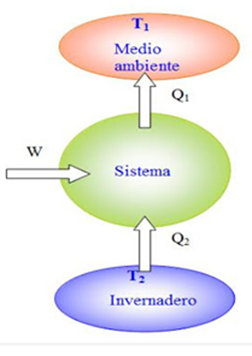 T₁
Medio
ambiente
Q₁
W
Sistema
Q₂
T₂
Invernadero